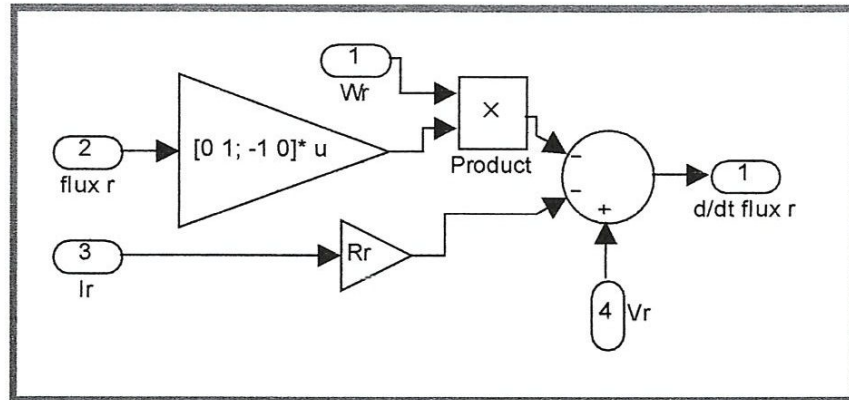 1
Wr
×
Product
2
flux r
[0 1; -1 0]* u
3
Ir
Rr
-
-
+
1
d/dt flux r
4
Vr